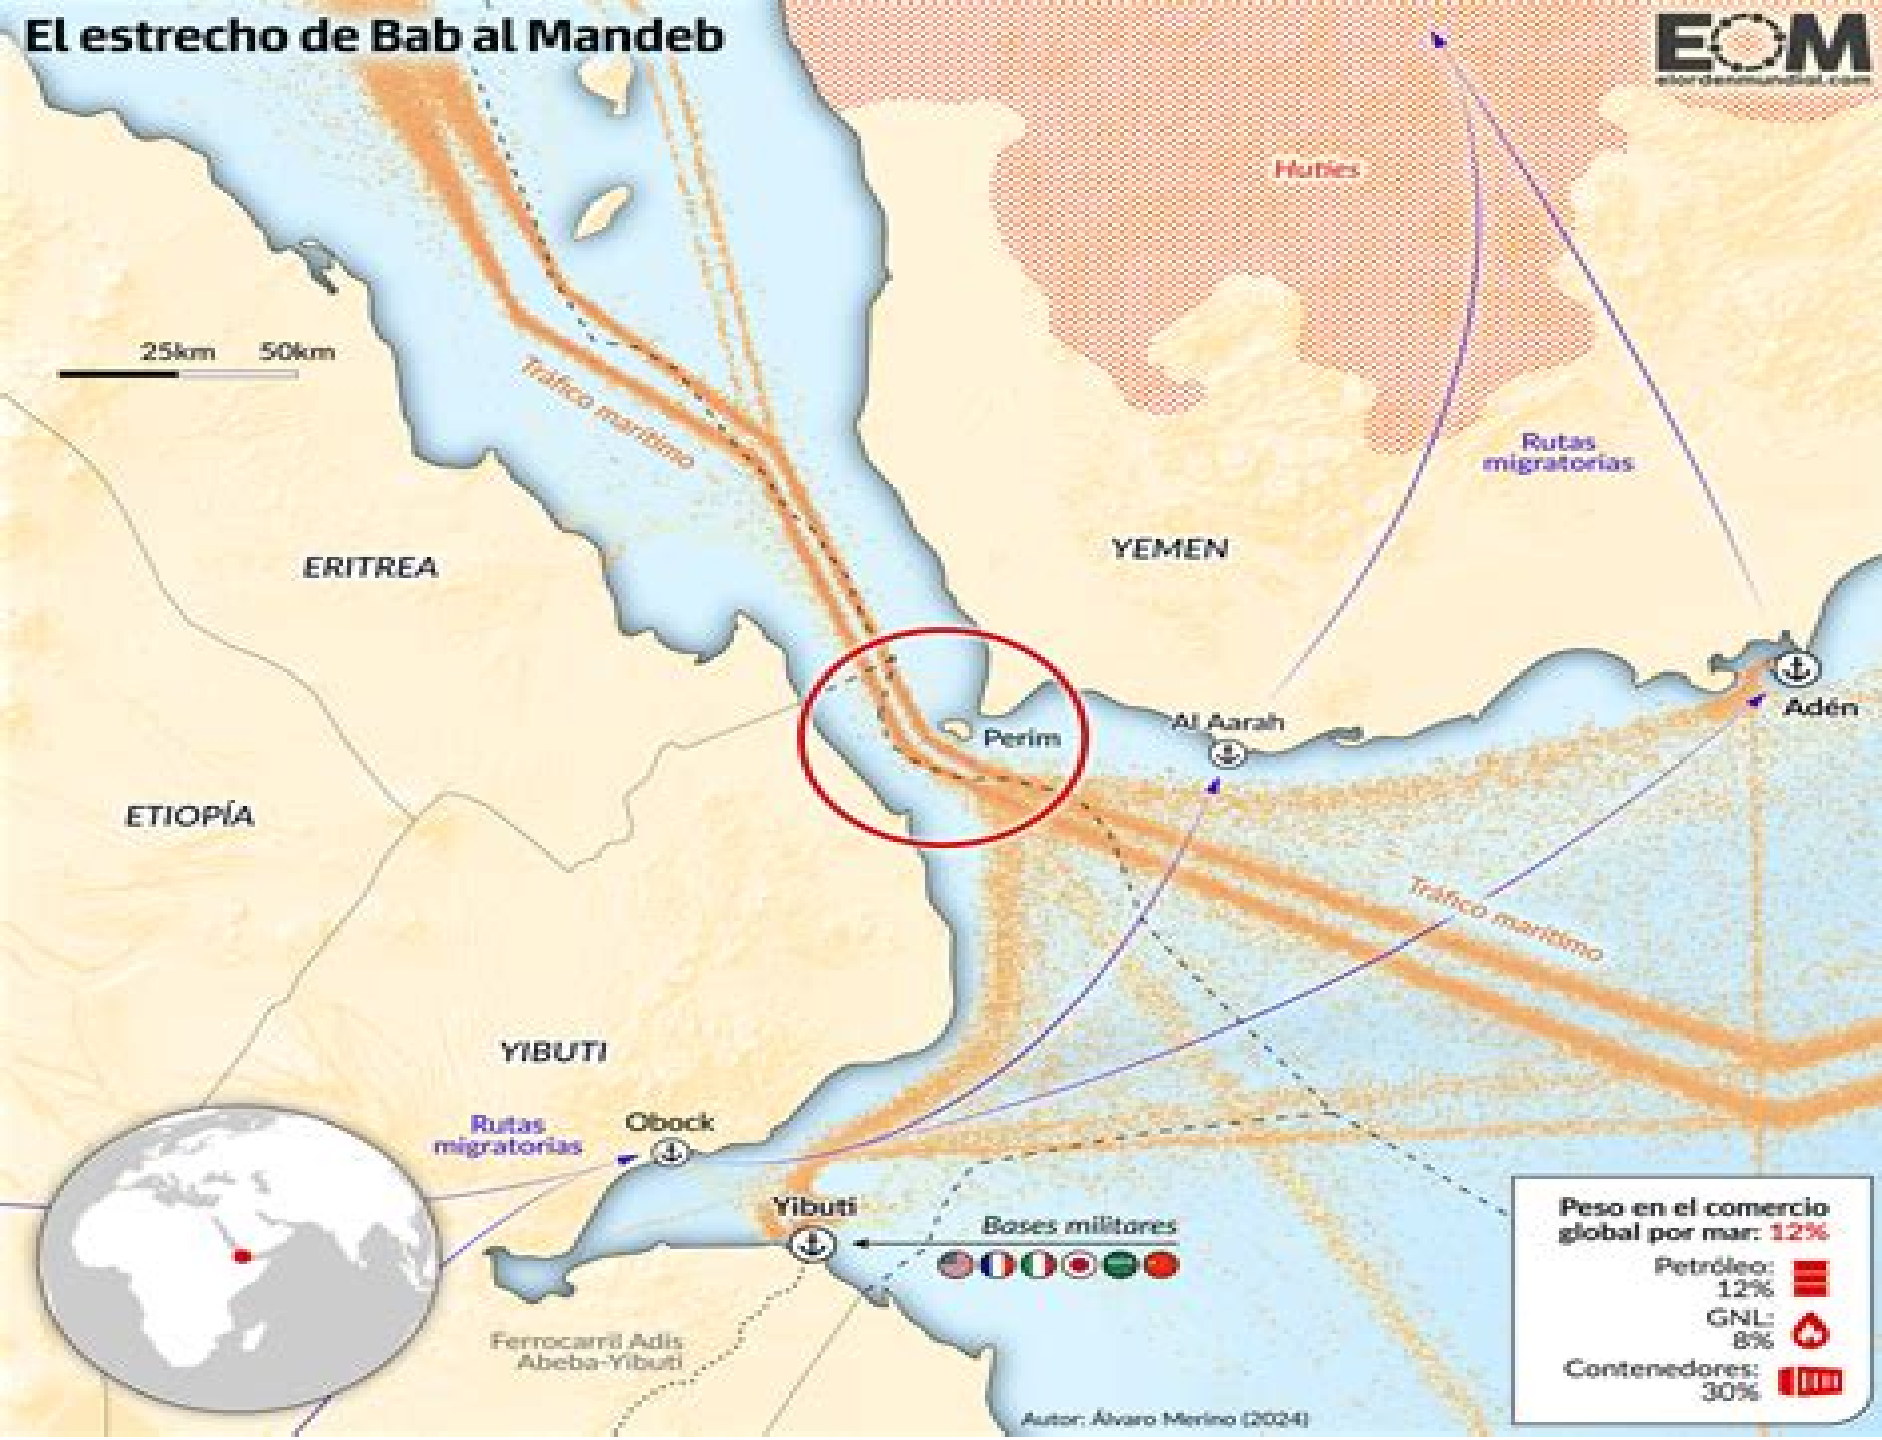 El estrecho de Bab al Mandeb
EOM
elordenmundial.com
Hutíes
25km 50km
Tráfico marítimo
Rutas
migratorias
YEMEN
ERITREA
Adén
Al Aarah
Perim
ETIOPÍA
Tráfico marítimo
YIBUTI
Rutas
migratorias
Obock
Yibuti
Bases militares
Peso en el comercio
global por mar: 12%
Petróleo:
12%
GNL:
8%
Contenedores:
30%
Ferrocarril Adís
Abeba-Yibuti
Autor: Álvaro Merino (2024)